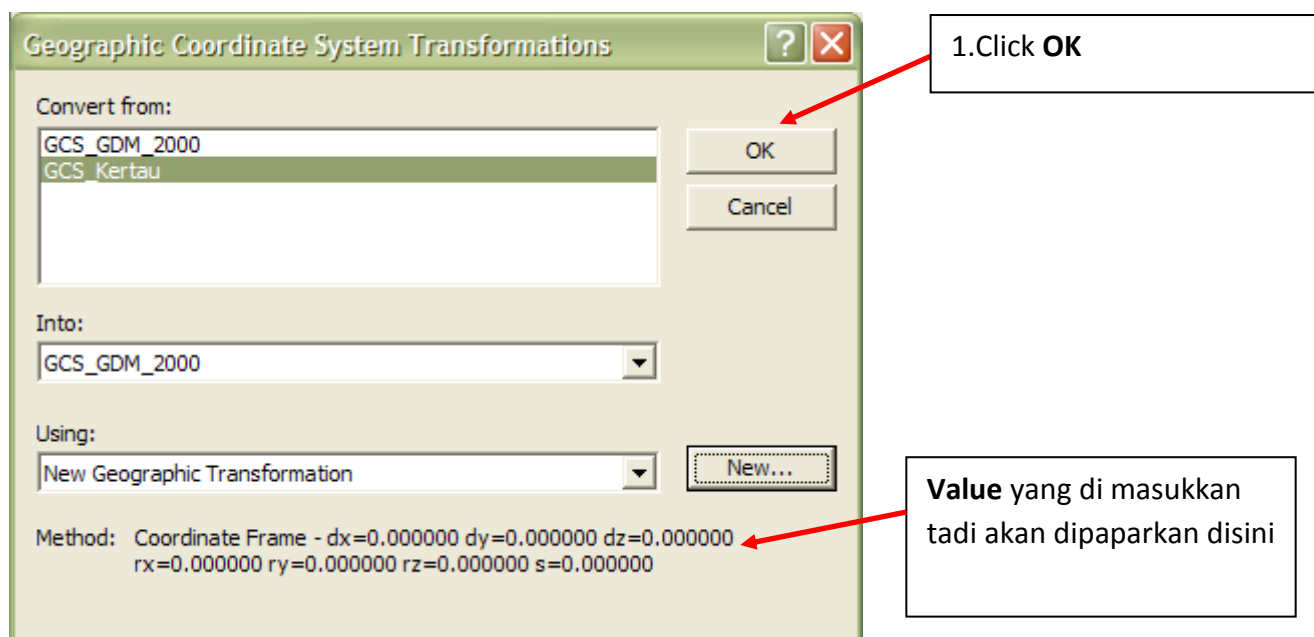 Geographic Coordinate System Transformations
1.Click OK
Convert from:
GCS_GDM_2000
GCS_Kertau
OK
Cancel
Into:
GCS_GDM_2000
Using:
New Geographic Transformation
New...
Value yang di masukkan
tadi akan dipaparkan disini
Method: Coordinate Frame - dx=0.000000 dy=0.000000 dz=0.000000
rx=0.000000 ry=0.000000 rz=0.000000 s=0.000000